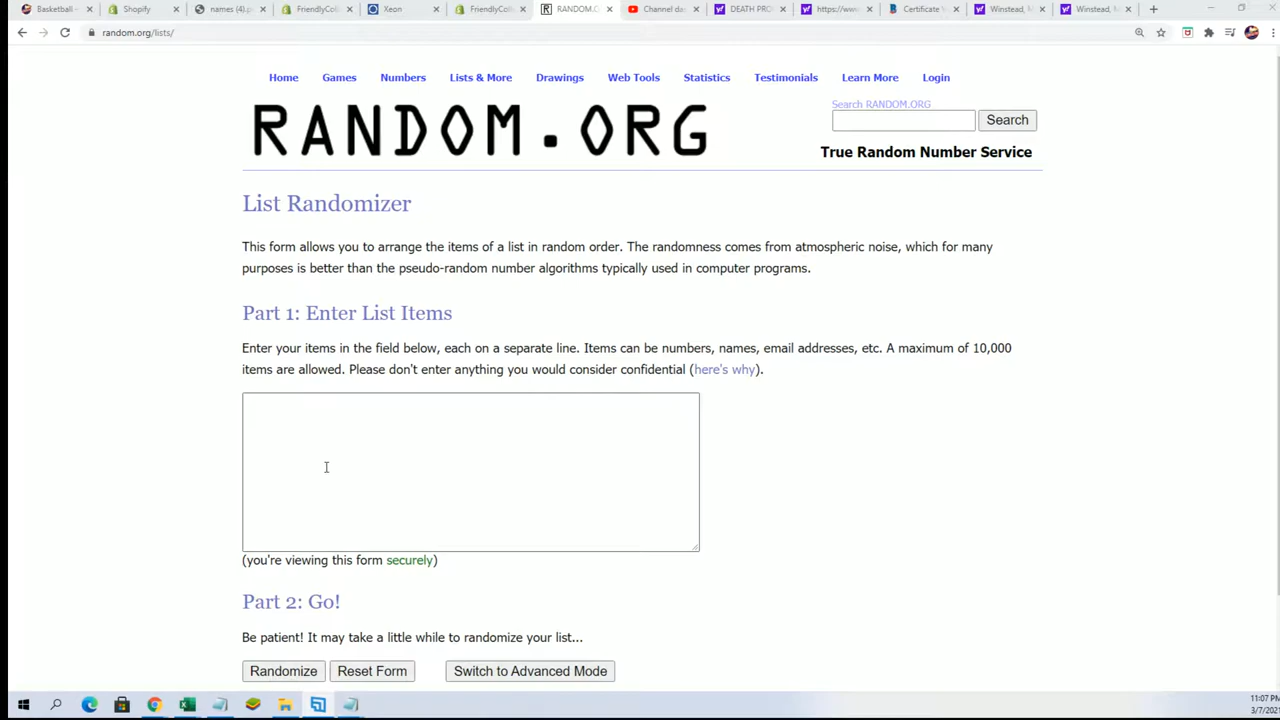 Basketball -
Shopify
names (4).p
FriendlyColl
Xeon
FriendlyColl
RANDOM.O
Channel da
DEATH PRO
https://ww
Certificate
Winstead, M
Winstead, M
random.org/lists/
Home Games Numbers Lists & More Drawings Web Tools Statistics Testimonials Learn More Login
RANDOM.ORG
Search RANDOM.ORG
Search
True Random Number Service
List Randomizer
This form allows you to arrange the items of a list in random order. The randomness comes from atmospheric noise, which for many
purposes is better than the pseudo-random number algorithms typically used in computer programs.
Part 1: Enter List Items
Enter your items in the field below, each on a separate line. Items can be numbers, names, email addresses, etc. A maximum of 10,000
items are allowed. Please don't enter anything you would consider confidential (here's why).
(you're viewing this form securely)
Part 2: Go!
Be patient! It may take a little while to randomize your list...
Randomize Reset Form Switch to Advanced Mode
11:07 PM